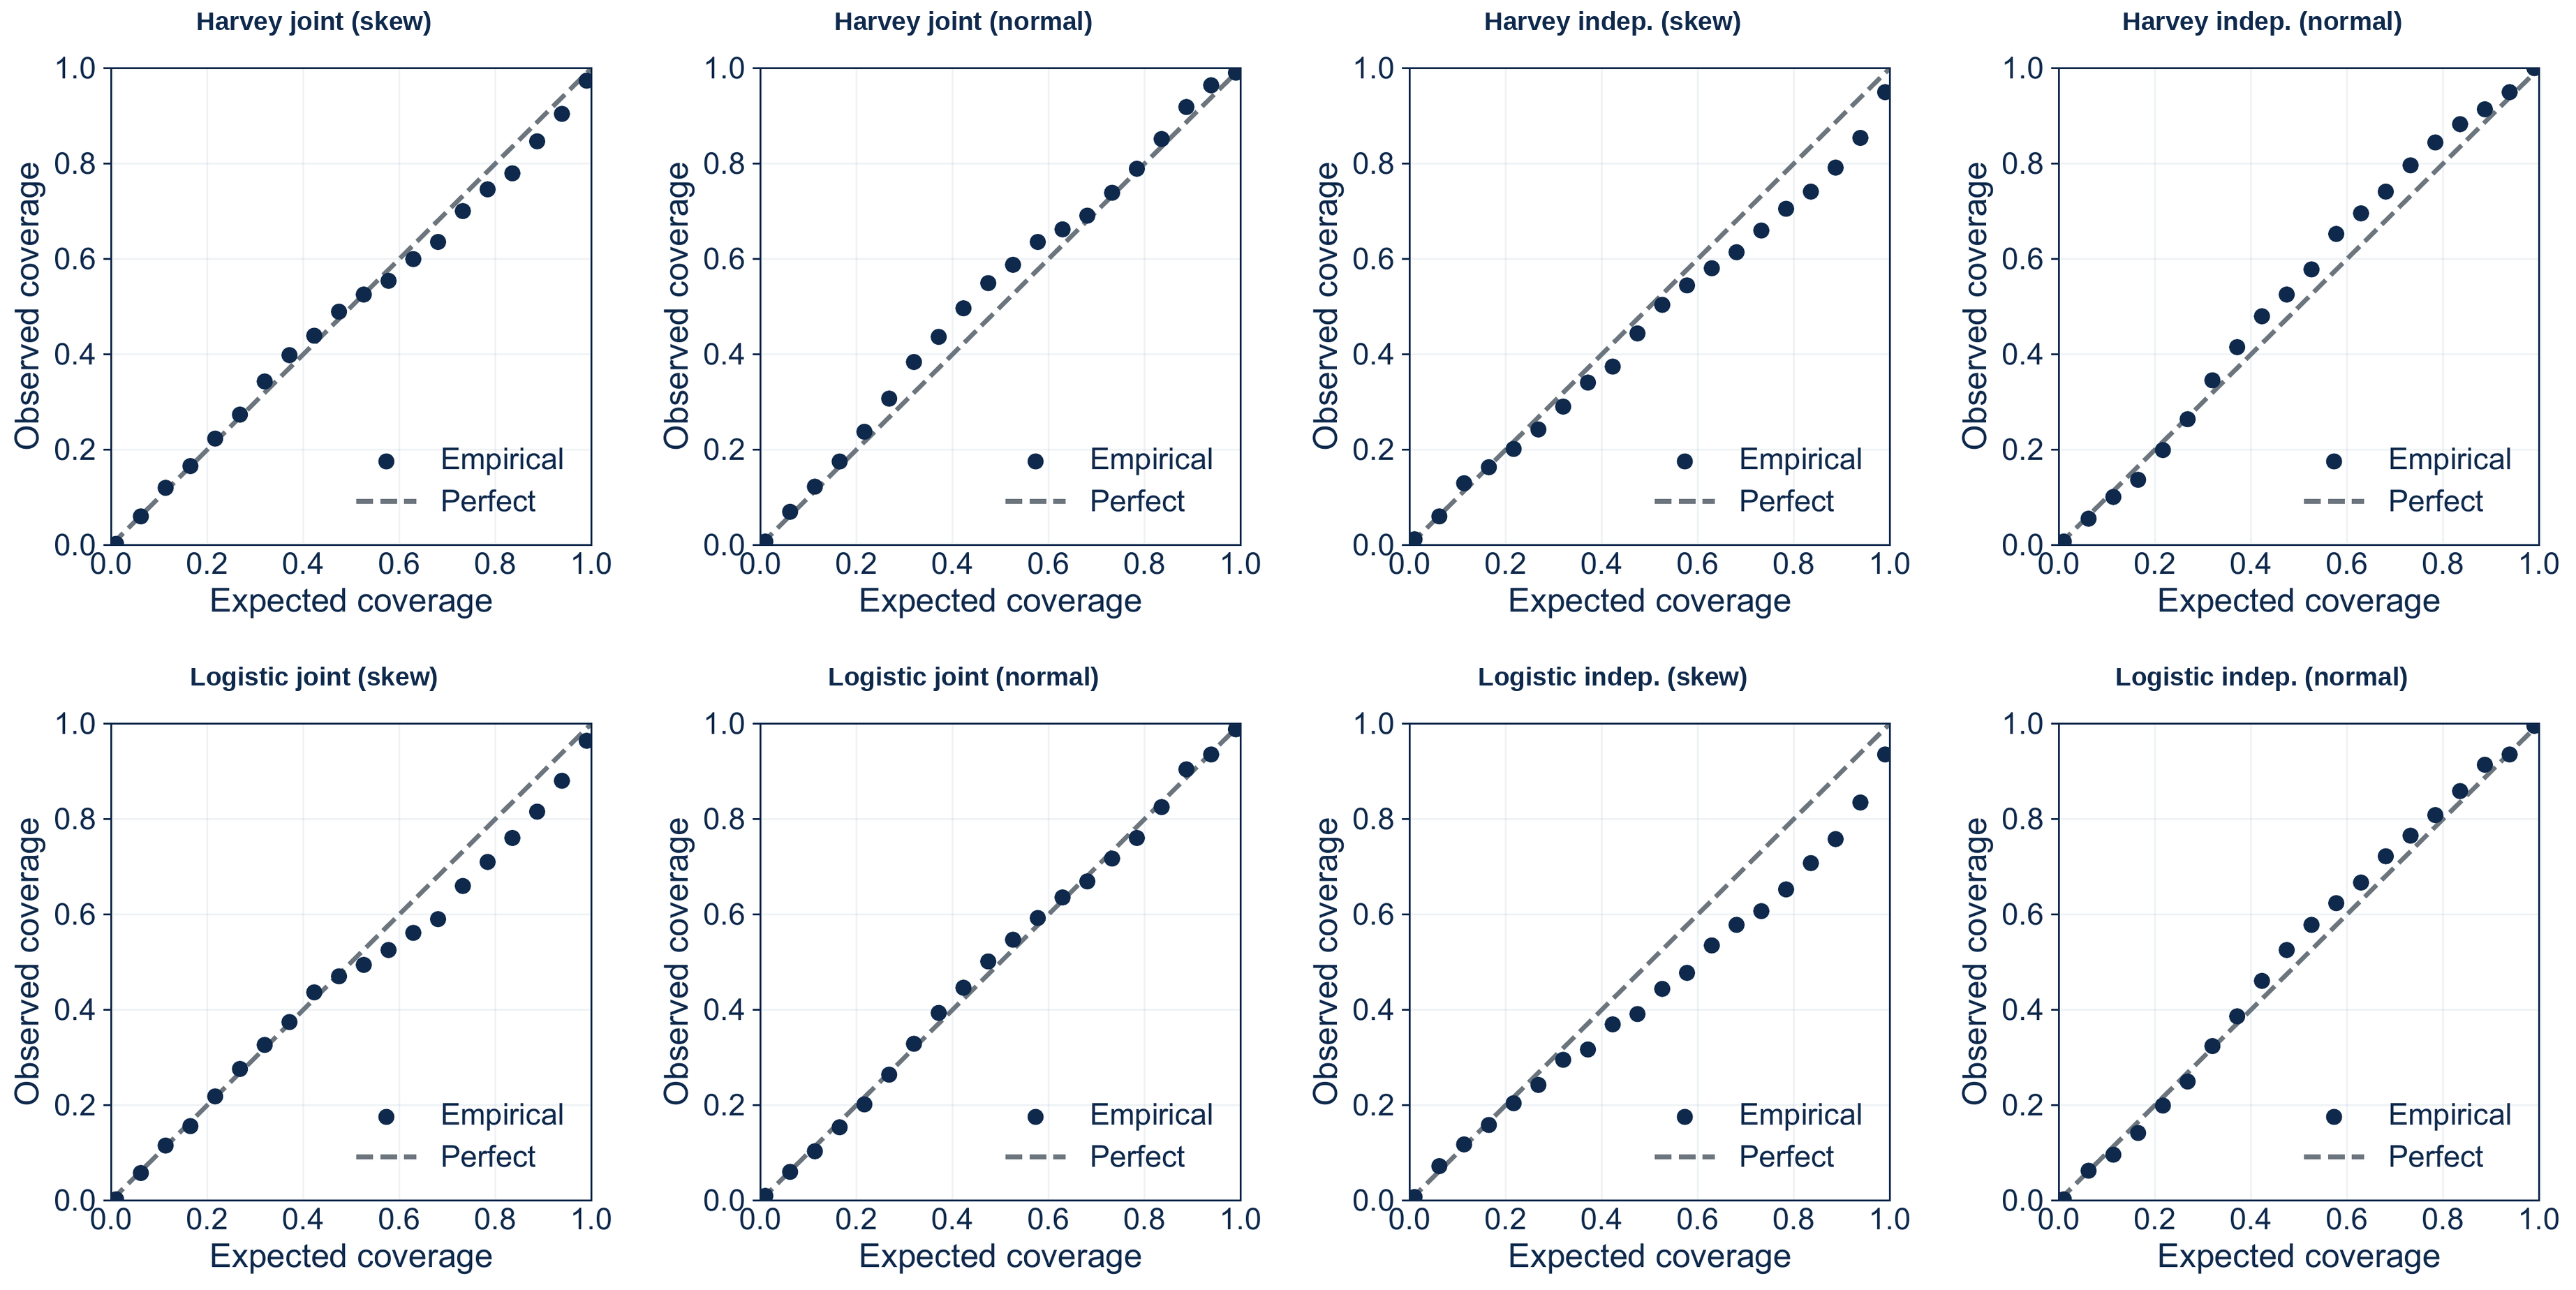 Harvey joint (skew)
1.0
0.8
0.6
0.4
0.2
0.0
Observed coverage
Empirical
Perfect
0.0 0.2 0.4 0.6 0.8 1.0
Expected coverage
Harvey joint (normal)
1.0
0.8
0.6
0.4
0.2
0.0
Observed coverage
Empirical
Perfect
0.0 0.2 0.4 0.6 0.8 1.0
Expected coverage
Harvey indep. (skew)
1.0
0.8
0.6
0.4
0.2
0.0
Observed coverage
Empirical
Perfect
0.0 0.2 0.4 0.6 0.8 1.0
Expected coverage
Harvey indep. (normal)
1.0
0.8
0.6
0.4
0.2
0.0
Observed coverage
Empirical
Perfect
0.0 0.2 0.4 0.6 0.8 1.0
Expected coverage
Logistic joint (skew)
1.0
0.8
0.6
0.4
0.2
0.0
Observed coverage
Empirical
Perfect
0.0 0.2 0.4 0.6 0.8 1.0
Expected coverage
Logistic joint (normal)
1.0
0.8
0.6
0.4
0.2
0.0
Observed coverage
Empirical
Perfect
0.0 0.2 0.4 0.6 0.8 1.0
Expected coverage
Logistic indep. (skew)
1.0
0.8
0.6
0.4
0.2
0.0
Observed coverage
Empirical
Perfect
0.0 0.2 0.4 0.6 0.8 1.0
Expected coverage
Logistic indep. (normal)
1.0
0.8
0.6
0.4
0.2
0.0
Observed coverage
Empirical
Perfect
0.0 0.2 0.4 0.6 0.8 1.0
Expected coverage